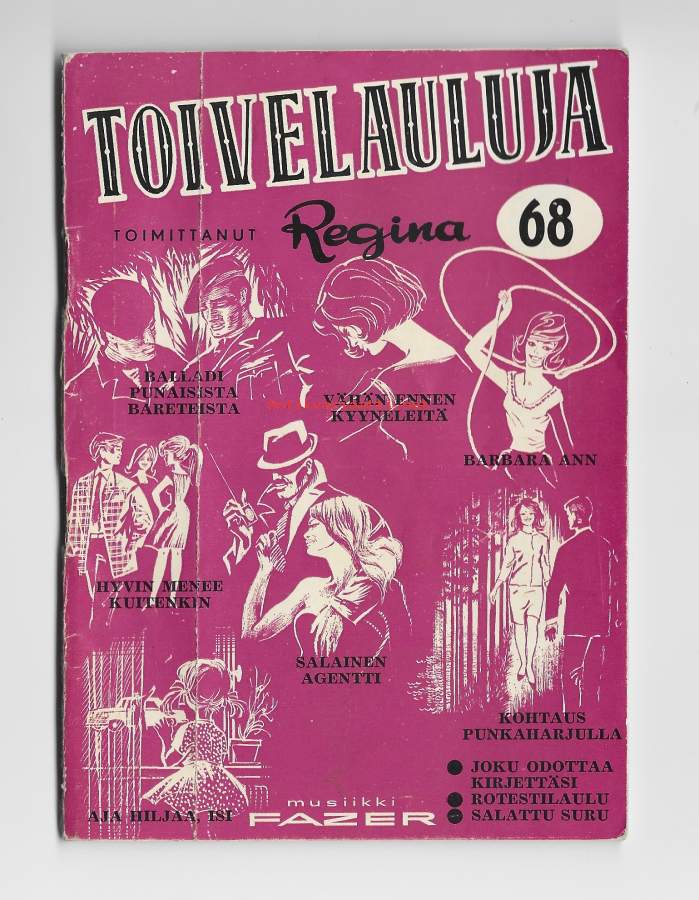 TOIVELAULUJA
TOIMITTANUT Regina 68
BALLADI
PUNAISISTA
BARETEISTA
VÄHÄN ENNEN
KYYNELEITÄ
BARBARA ANN
HYVIN MENEE
KUITENKIN
SALAINEN
AGENTTI
KOHTAUS
PUNKAHARJULLA
AJA HILJAA, ISI
musiikki
FAZER
● JOKU ODOTTAA
KIRJETTÄSI
● ROTESTILAULU
● SALATTU SURU